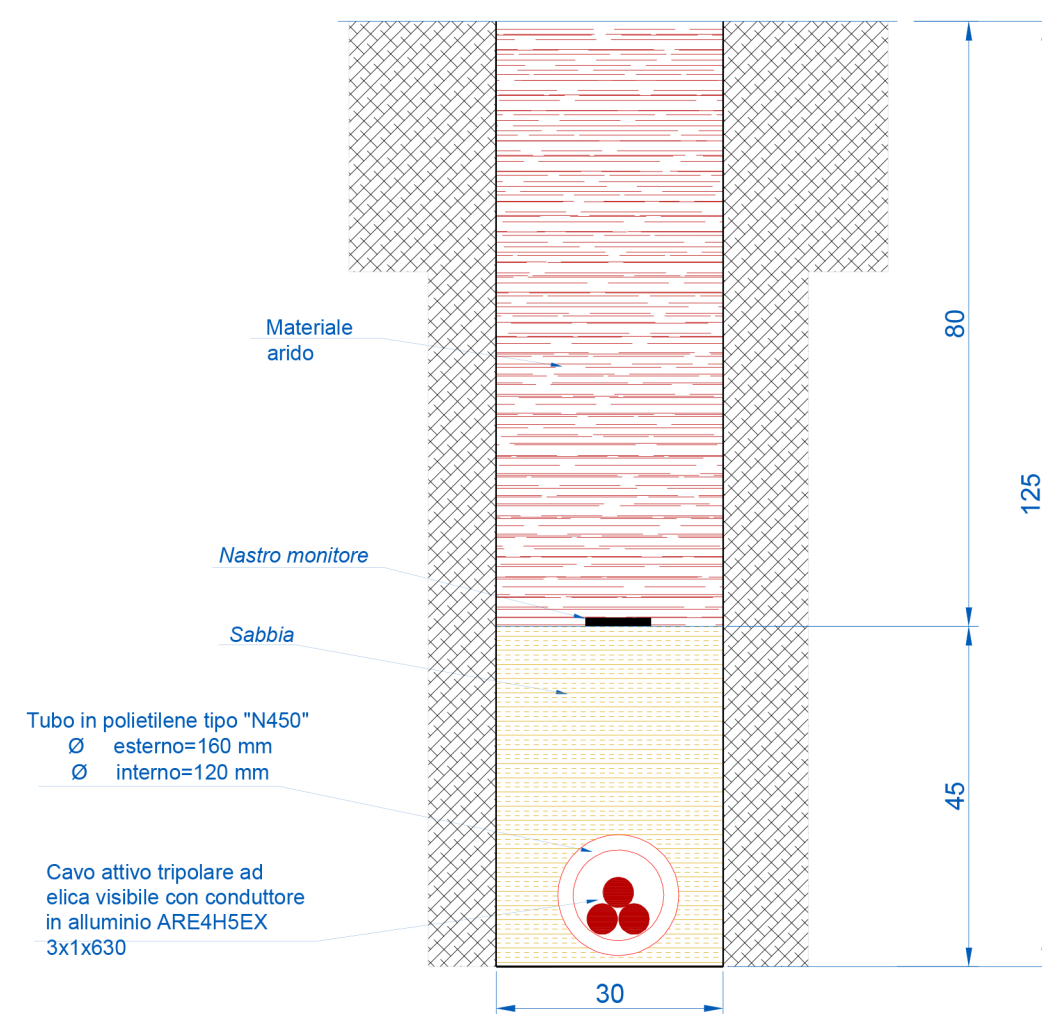 80
Materiale
arido
125
Nastro monitore
Sabbia
Tubo in polietilene tipo "N450"
Ø esterno=160 mm
Ø interno=120 mm
45
Cavo attivo tripolare ad
elica visibile con conduttore
in alluminio ARE4H5EX
3x1x630
30